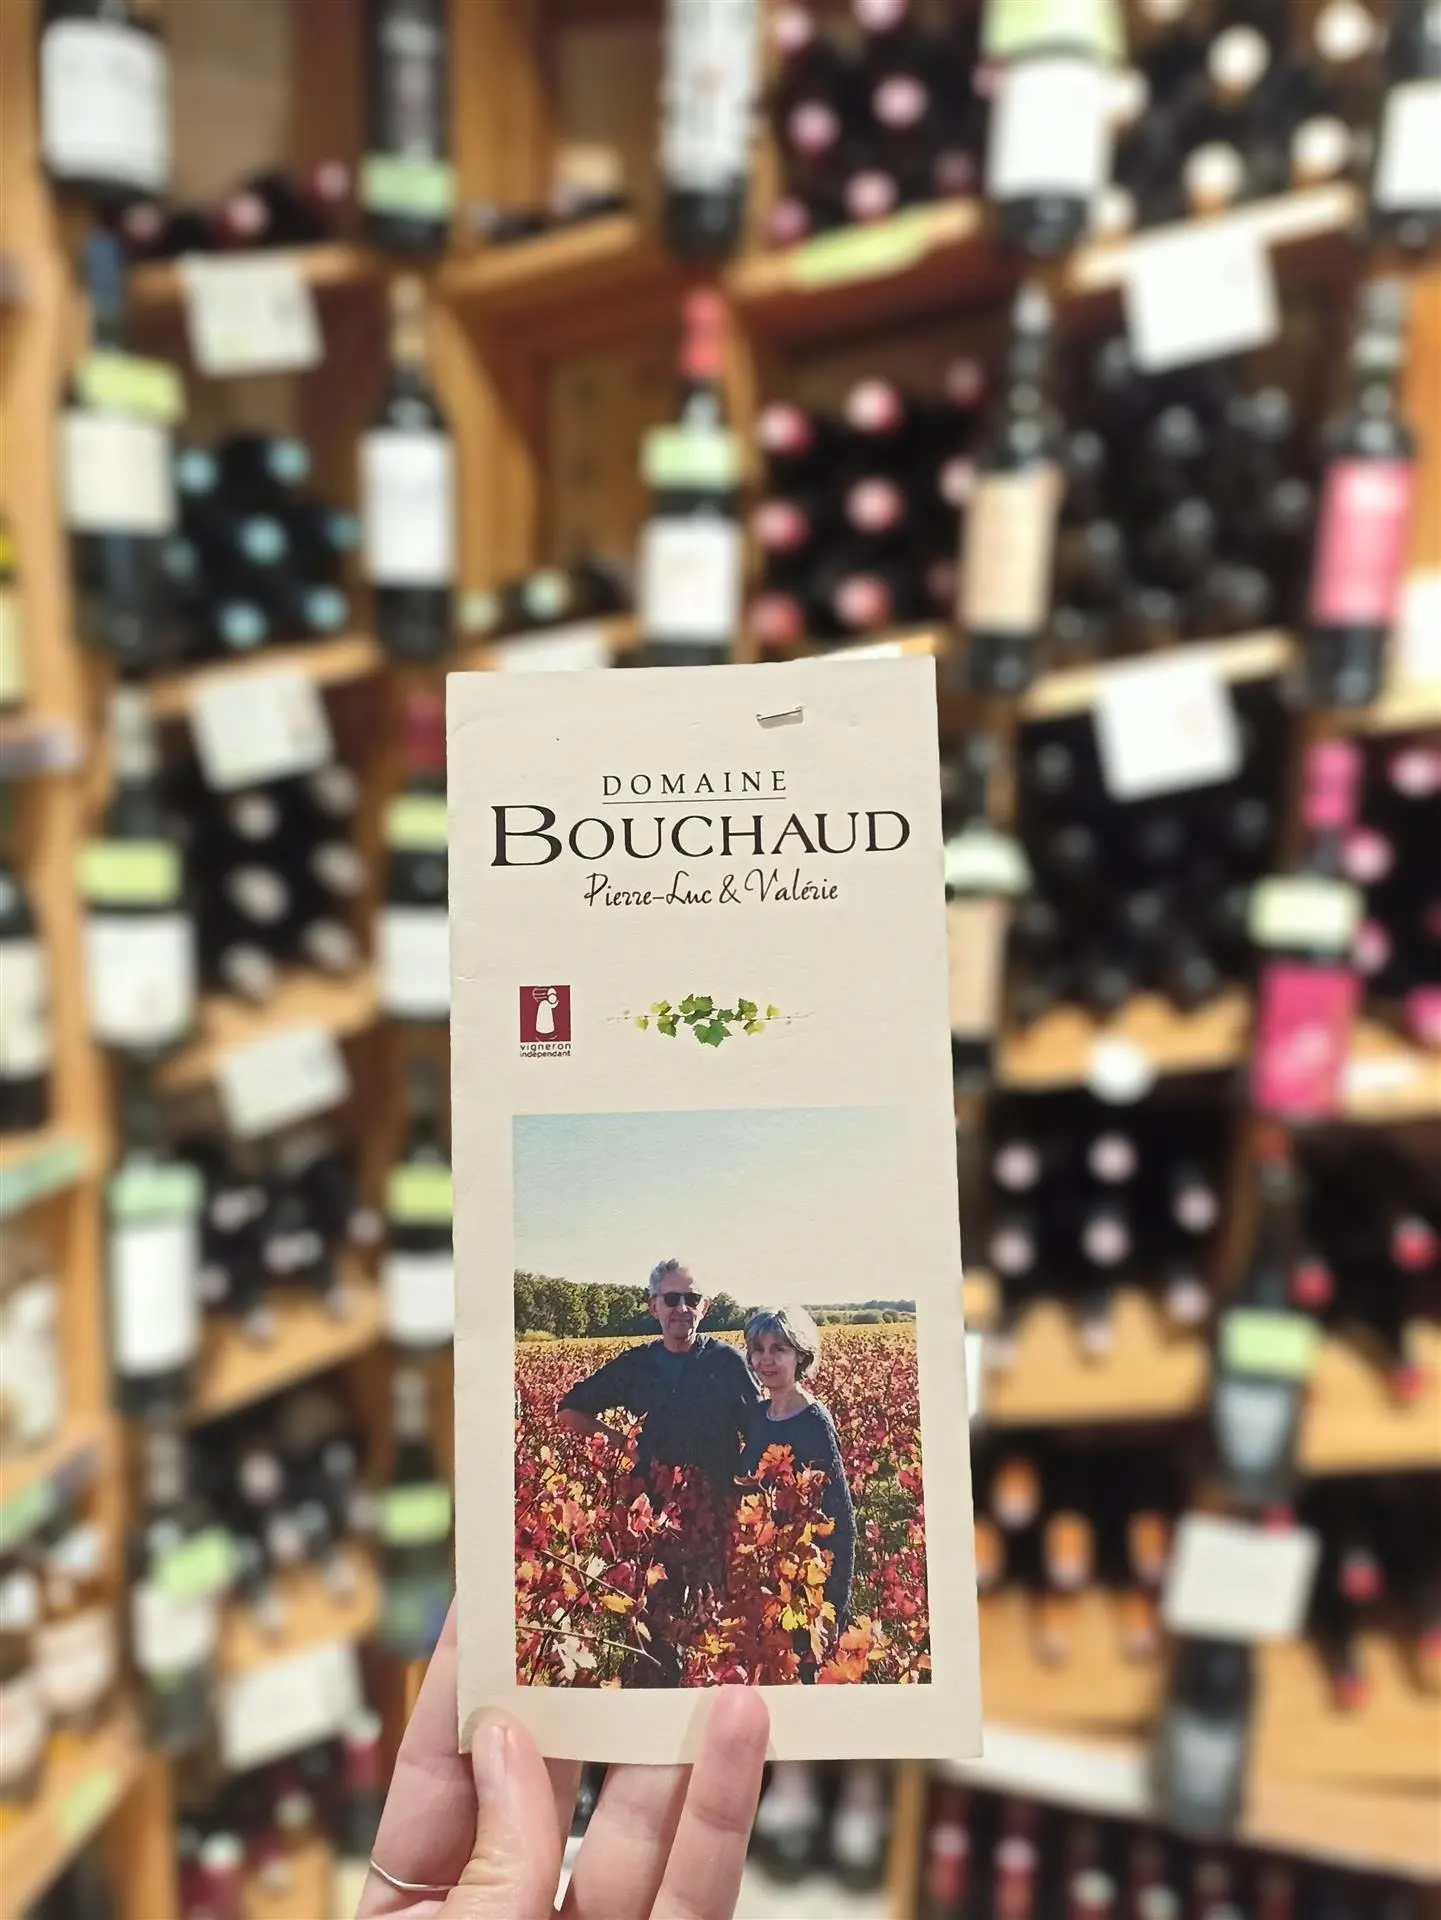 DOMAINE
BOUCHAUD
Pierre-Luc & Valérie
vigneron
indépendant